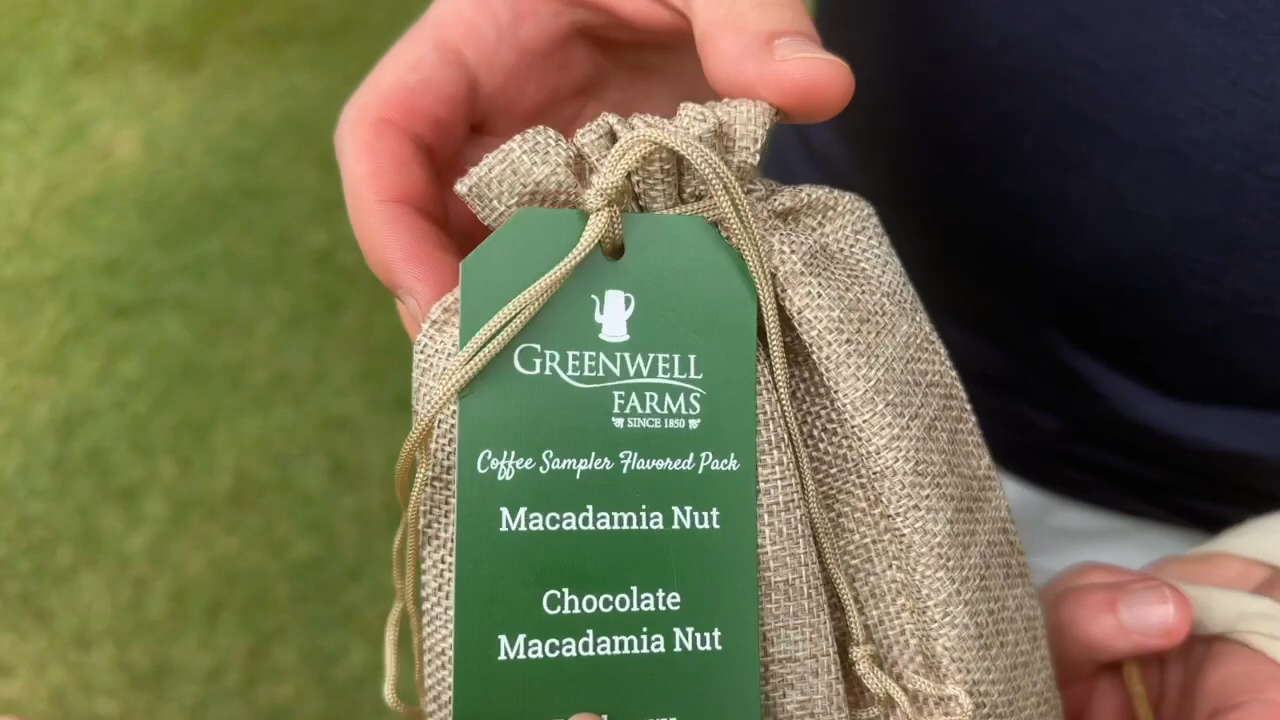 GREENWELL
FARMS
SINCE 1850
Coffee Sampler Flavored Pack
Macadamia Nut
Chocolate
Macadamia Nut